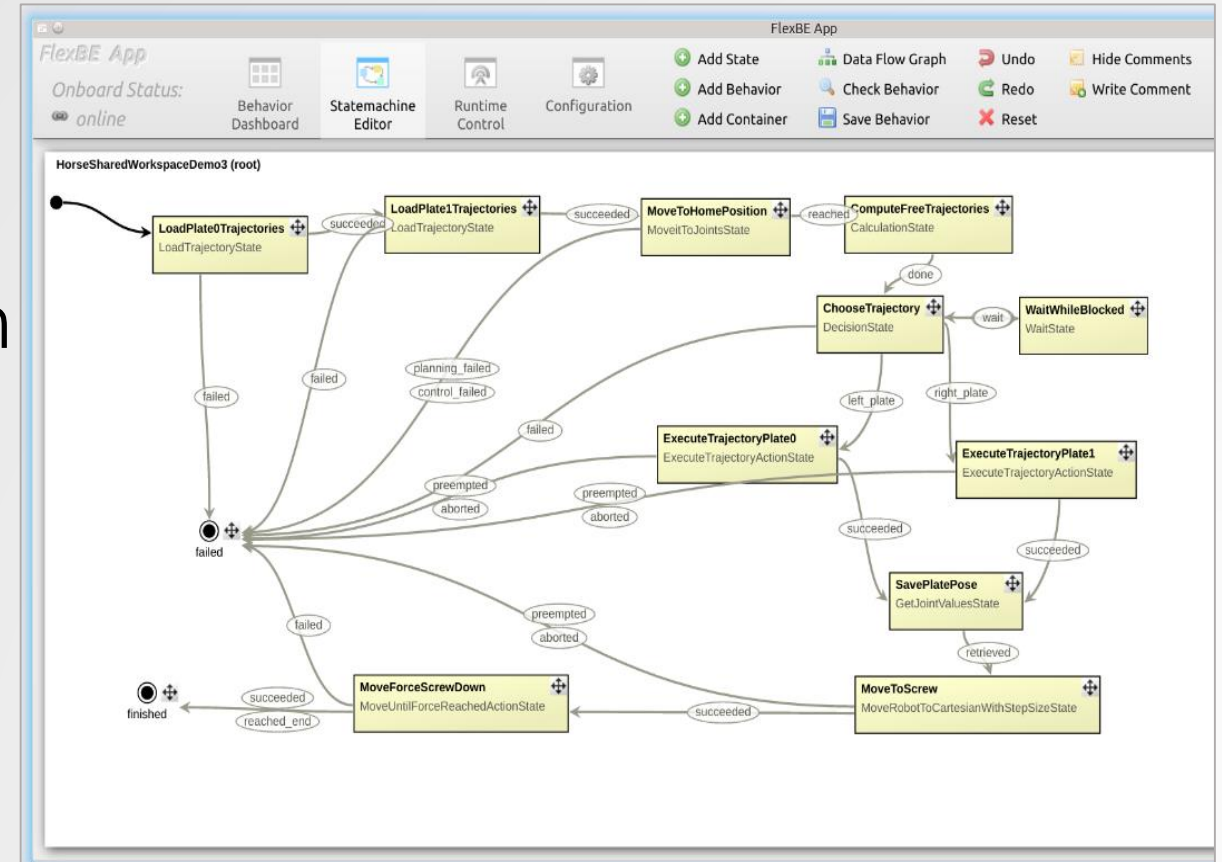 FlexBE App
FlexBE App
Onboard Status:
online
Behavior
Dashboard
Statemachine
Editor
Runtime
Control
Configuration
Add State
Add Behavior
Add Container
Data Flow Graph
Check Behavior
Save Behavior
Undo
Redo
Reset
Hide Comments
Write Comment
HorseSharedWorkspaceDemo3 (root)
LoadPlate0Trajectories
LoadTrajectoryState
succeeded
LoadPlate1Trajectories
LoadTrajectoryState
succeeded
MoveToHomePosition
MoveitToJointsState
reached
ComputeFreeTrajectories
CalculationState
done
ChooseTrajectory
DecisionState
wait
WaitWhileBlocked
WaitState
failed
failed
planning_failed
control_failed
failed
left_plate
right_plate
ExecuteTrajectoryPlate0
ExecuteTrajectoryActionState
ExecuteTrajectoryPlate1
ExecuteTrajectoryActionState
preempted
aborted
preempted
aborted
succeeded
succeeded
failed
SavePlatePose
GetJointValuesState
retrieved
preempted
aborted
failed
MoveToScrew
MoveRobotToCartesianWithStepSizeState
succeeded
MoveForceScrewDown
MoveUntilForceReachedActionState
succeeded
reached_end
finished